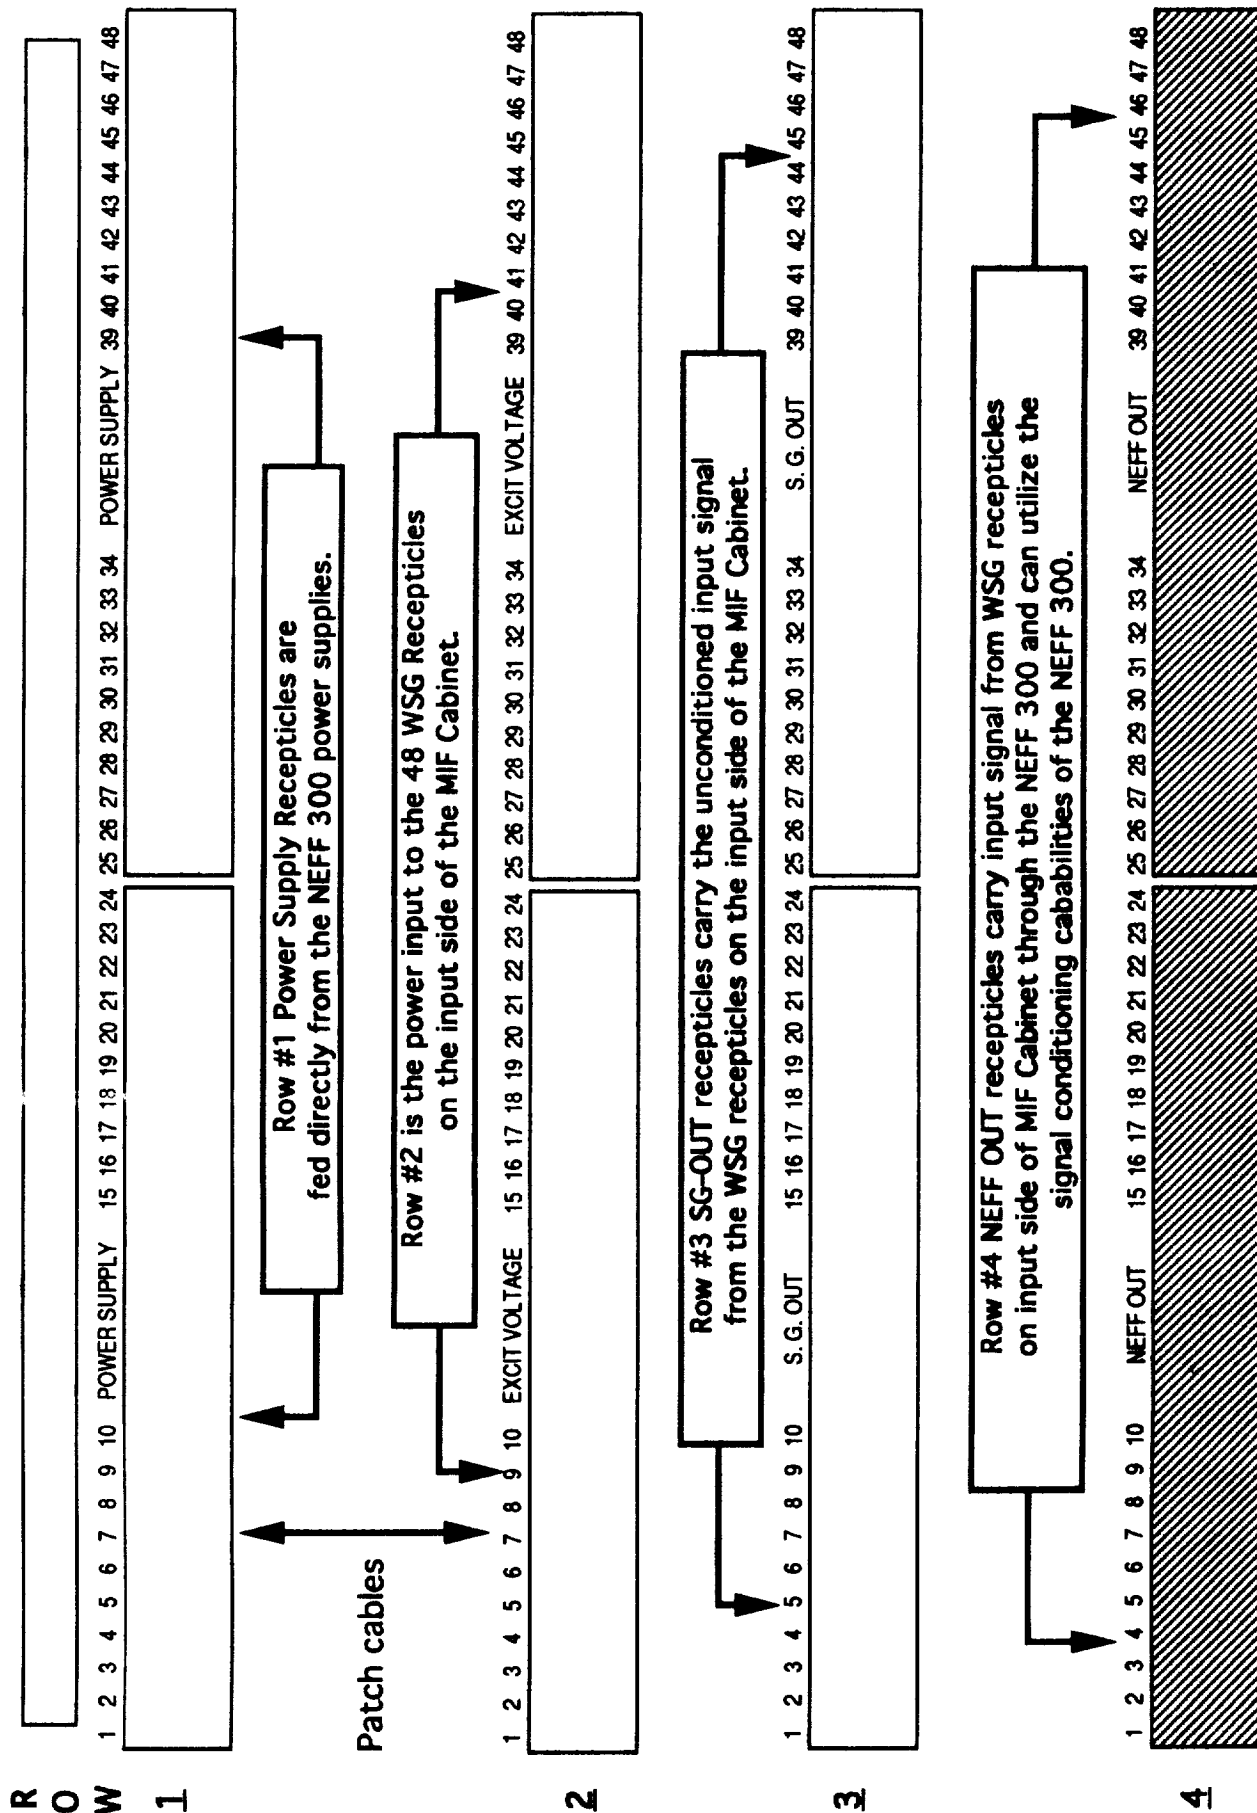 R
O
W
1 2 3 4 5 6 7 8 9 10 POWER SUPPLY 15 16 17 18 19 20 21 22 23 24 25 26 27 28 29 30 31 32 33 34 POWER SUPPLY 39 40 41 42 43 44 45 46 47 48
1
Row #1 Power Supply Recepticles are
fed directly from the NEFF 300 power supplies.
Patch cables
Row #2 is the power input to the 48 WSG Recepticles
on the input side of the MIF Cabinet.
1 2 3 4 5 6 7 8 9 10 EXCIT VOLTAGE 15 16 17 18 19 20 21 22 23 24 25 26 27 28 29 30 31 32 33 34 EXCIT VOLTAGE 39 40 41 42 43 44 45 46 47 48
2
Row #3 SG-OUT recepticles carry the unconditioned input signal
from the WSG recepticles on the input side of the MIF Cabinet.
1 2 3 4 5 6 7 8 9 10 S. G. OUT 15 16 17 18 19 20 21 22 23 24 25 26 27 28 29 30 31 32 33 34 S. G. OUT 39 40 41 42 43 44 45 46 47 48
3
Row #4 NEFF OUT recepticles carry input signal from WSG recepticles
on input side of MIF Cabinet through the NEFF 300 and can utilize the
signal conditioning cababilities of the NEFF 300.
1 2 3 4 5 6 7 8 9 10 NEFF OUT 15 16 17 18 19 20 21 22 23 24 25 26 27 28 29 30 31 32 33 34 NEFF OUT 39 40 41 42 43 44 45 46 47 48
4